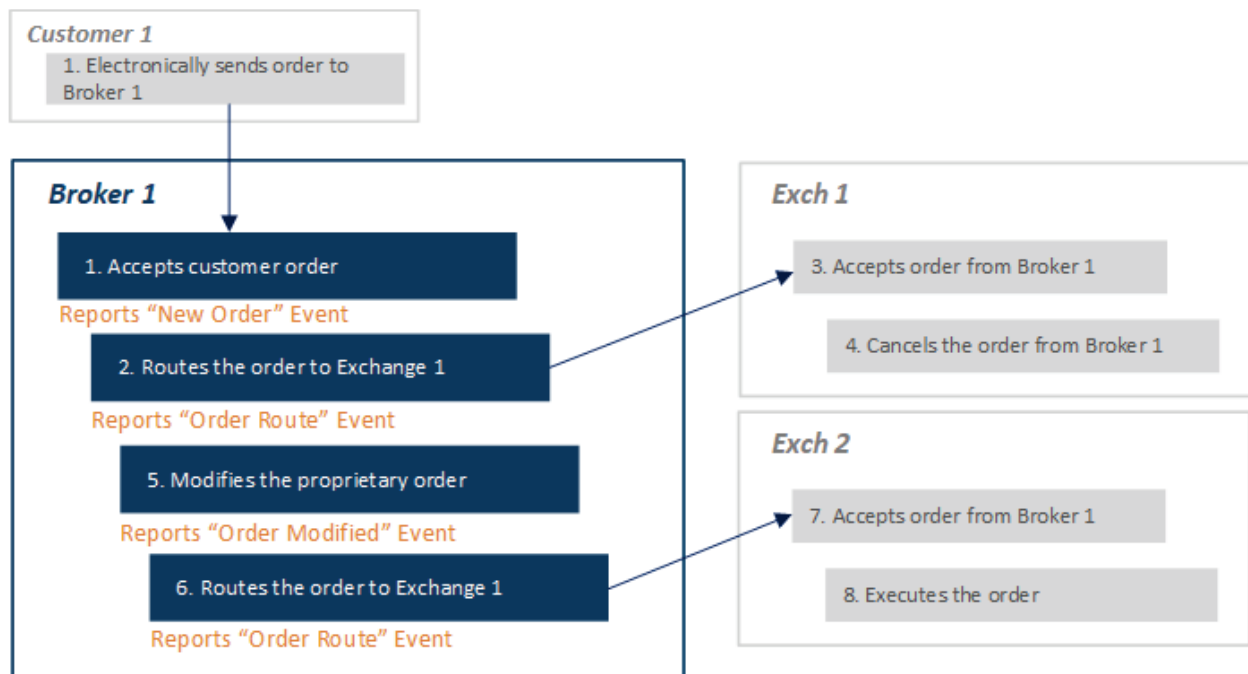 Customer 1
1. Electronically sends order to
Broker 1
Broker 1
1. Accepts customer order
Reports “New Order” Event
2. Routes the order to Exchange 1
Reports “Order Route” Event
5. Modifies the proprietary order
Reports “Order Modified” Event
6. Routes the order to Exchange 1
Reports “Order Route” Event
Exch 1
3. Accepts order from Broker 1
4. Cancels the order from Broker 1
Exch 2
7. Accepts order from Broker 1
8. Executes the order